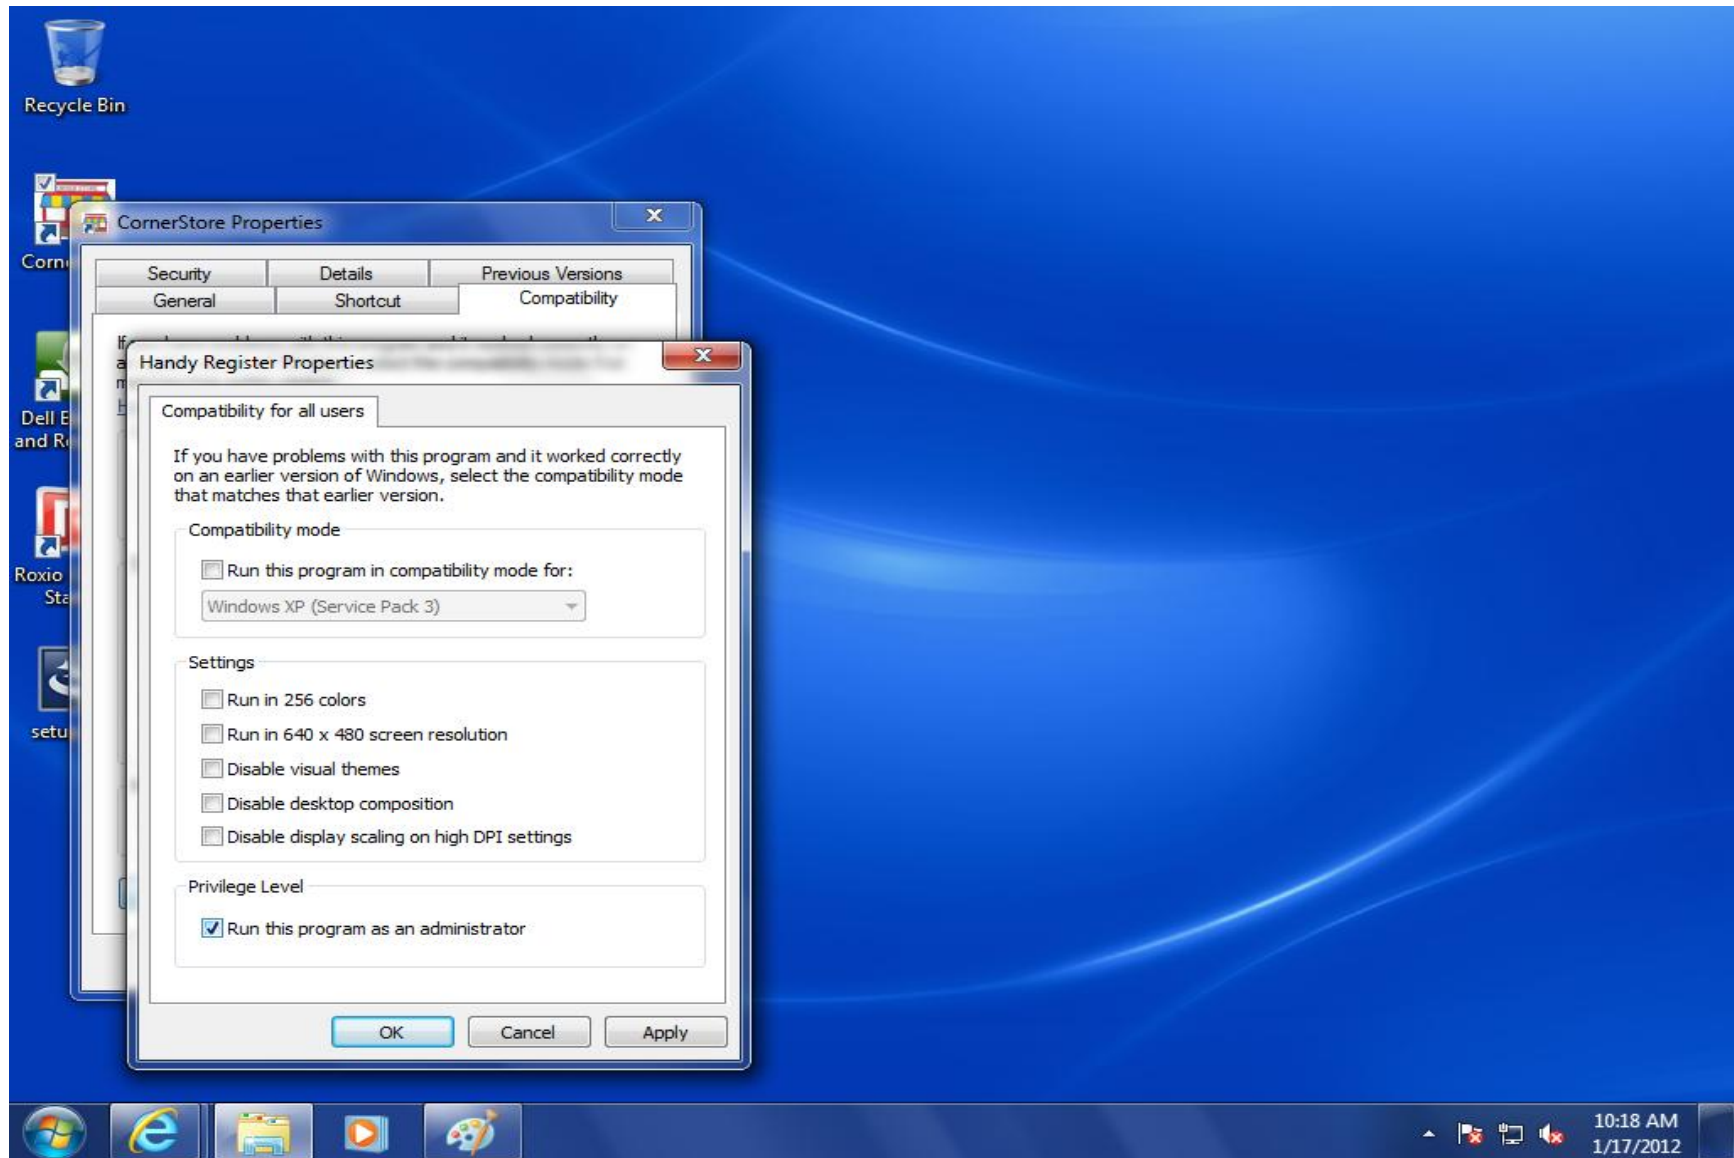 Recycle Bin
Corn
Dell
and R
Roxio
Sta
setu
CornerStore Properties
Security Details Previous Versions
General Shortcut Compatibility
Handy Register Properties
Compatibility for all users
If you have problems with this program and it worked correctly
on an earlier version of Windows, select the compatibility mode
that matches that earlier version.
Compatibility mode
Run this program in compatibility mode for:
Windows XP (Service Pack 3)
Settings
Run in 256 colors
Run in 640 x 480 screen resolution
Disable visual themes
Disable desktop composition
Disable display scaling on high DPI settings
Privilege Level
Run this program as an administrator
OK Cancel Apply
10:18 AM
1/17/2012